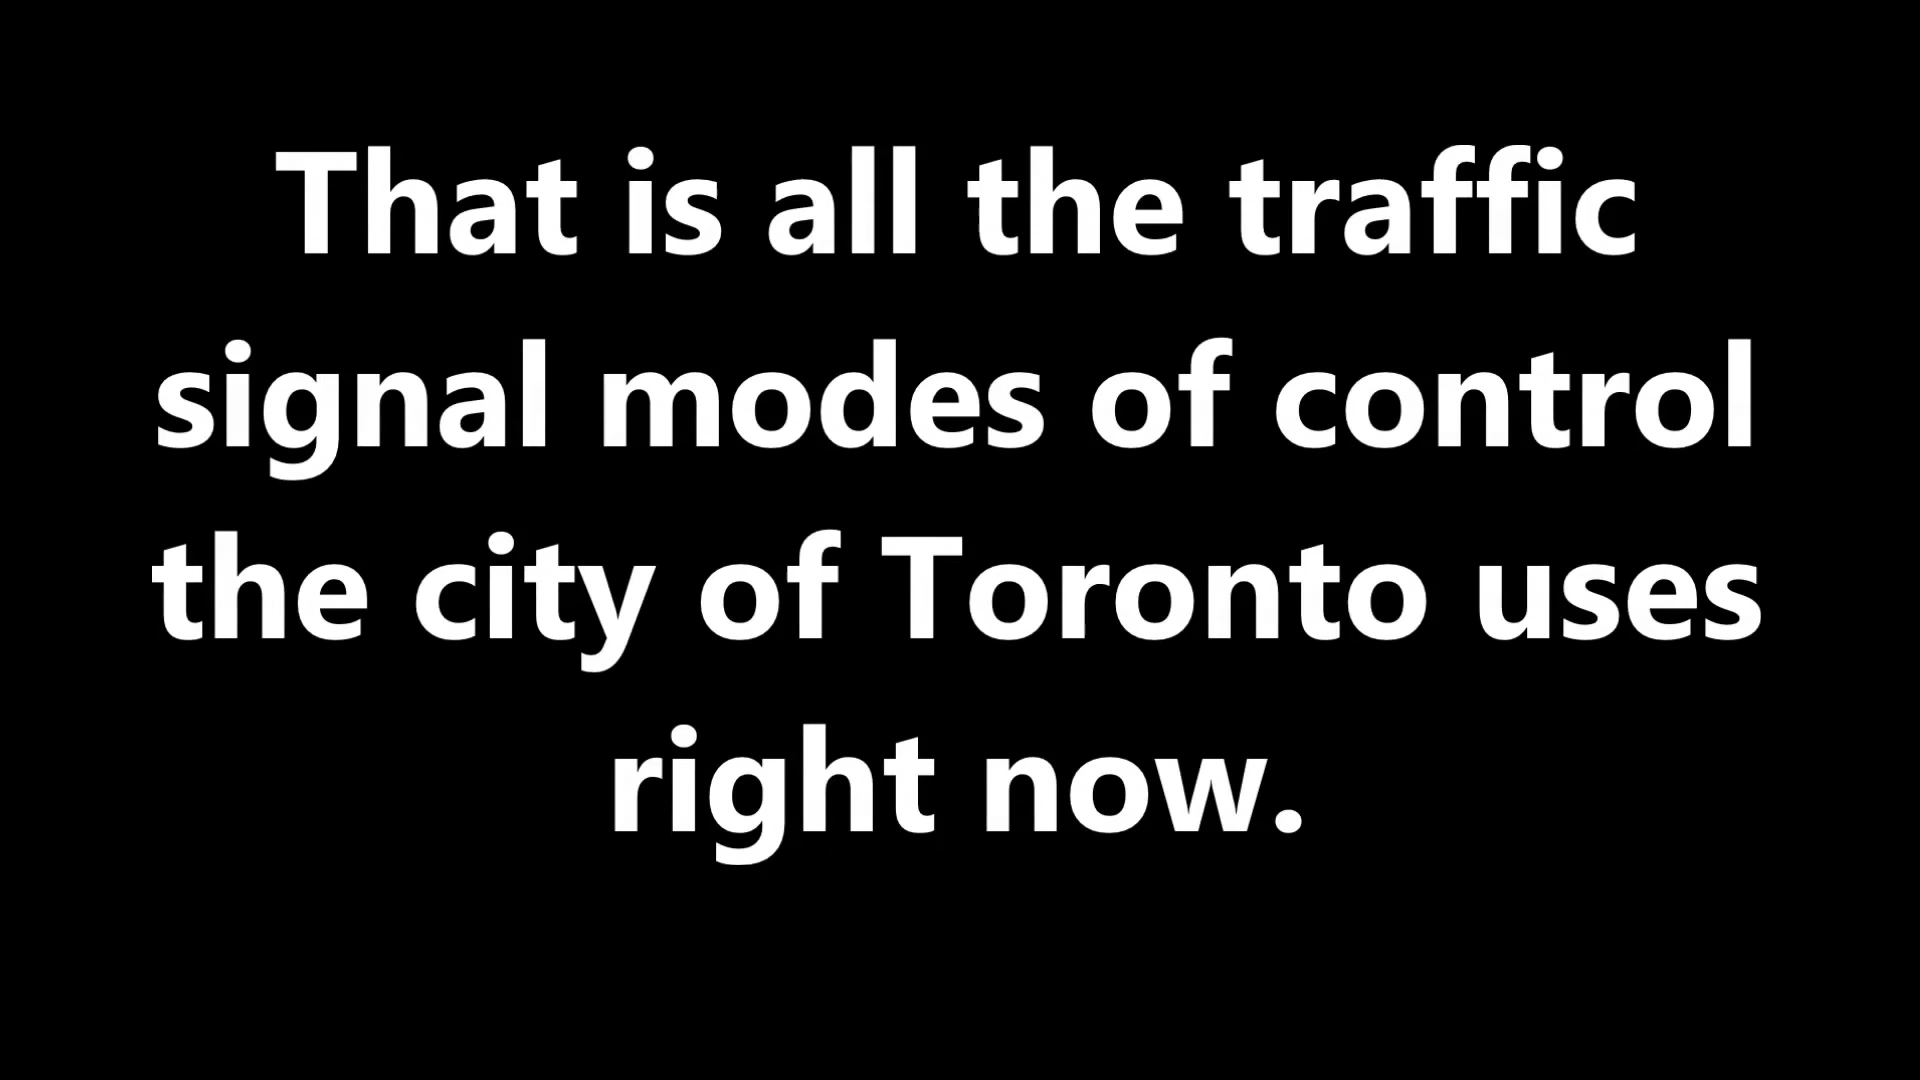 That is all the traffic
signal modes of control
the city of Toronto uses
right now.